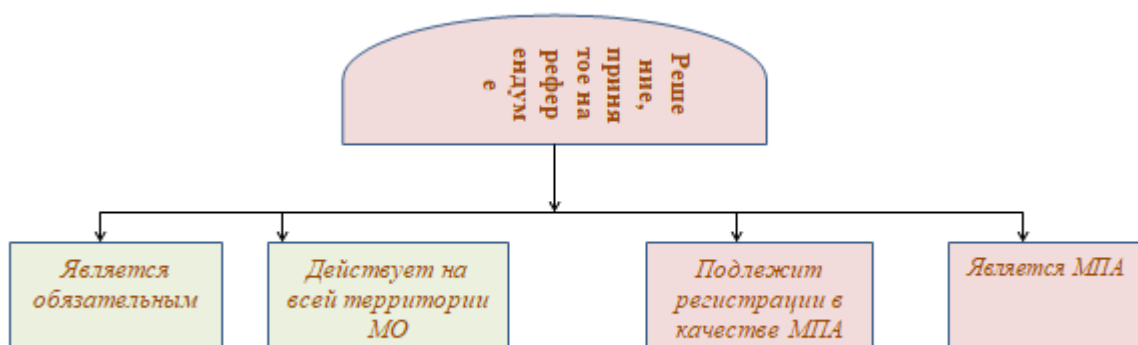 Реше
ние,
приня
тое на
рефер
ендум
е
Является
обязательным
Действует на
всей территории
МО
Подлежит
регистрации в
качестве МПА
Является МПА